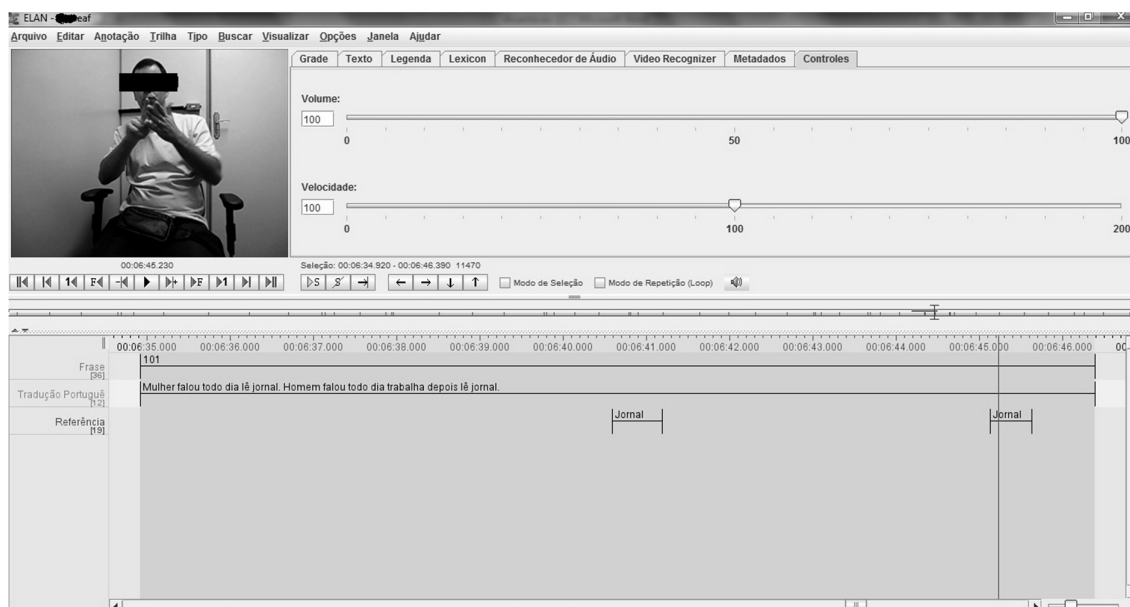 ELAN - eaf
Arquivo Editar Anotação Trilha Tipo Buscar Visualizar Opções Janela Ajudar
Grade Texto Legenda Lexicon Reconhecedor de Áudio Video Recognizer Metadados Controles
Volume:
100
0 50 100
Velocidade:
100
0 100 200
00:06:45.230
Seleção: 00:06:34.920 - 00:06:46.390 11470
1 F F 1 S S Modo de Seleção Modo de Repetição (Loop)
00:06:35.000 00:06:36.000 00:06:37.000 00:06:38.000 00:06:39.000 00:06:40.000 00:06:41.000 00:06:42.000 00:06:43.000 00:06:44.000 00:06:45.000 00:06:46.000 00
Frase
[36]
101
Tradução Portuguê
[12]
Mulher falou todo dia lê jornal. Homem falou todo dia trabalha depois lê jornal.
Referência
[19]
Jornal Jornal